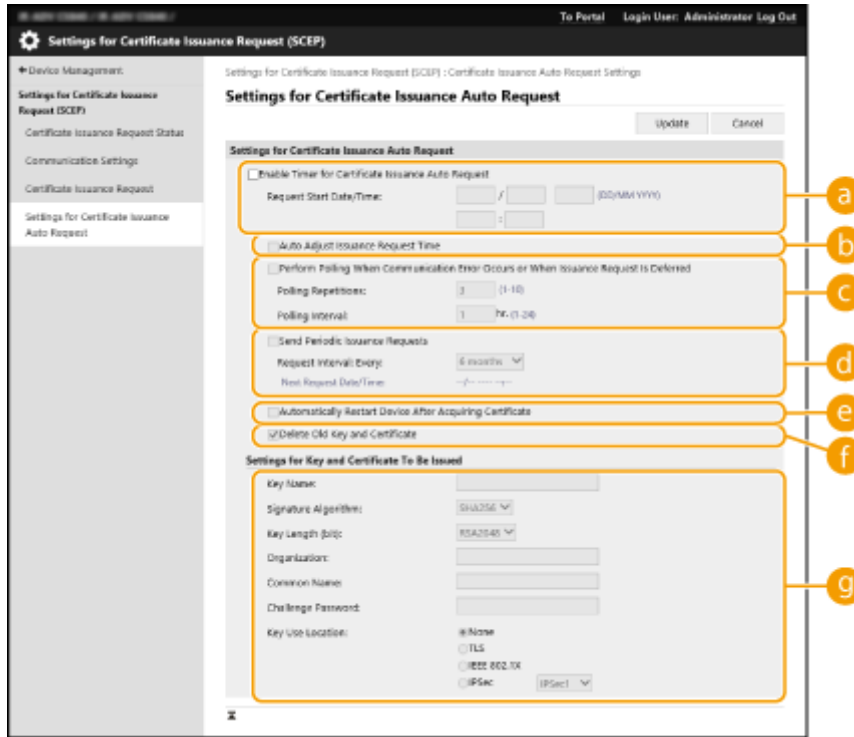 To Portal Login User: Administrator Log Out
Settings for Certificate Issuance Request (SCEP)
Device Management
Settings for Certificate Issuance
Request (SCEP)
Certificate Issuance Request Status
Communication Settings
Certificate Issuance Request
Settings for Certificate Issuance
Auto Request
Settings for Certificate Issuance Request (SCEP) : Certificate Issuance Auto Request Settings
Settings for Certificate Issuance Auto Request
Update Cancel
Settings for Certificate Issuance Auto Request
Enable Timer for Certificate Issuance Auto Request
Request Start Date/Time: / (DD/MM YYYY)
:
a
Auto Adjust Issuance Request Time
b
Perform Polling When Communication Error Occurs or When Issuance Request Is Deferred
Polling Repetitions: 3 (1-10)
Polling Interval: 1 hr. (1-24)
c
Send Periodic Issuance Requests
Request Interval: Every: 6 months
Next Request Date/Time: --/-- ---- --:--
d
Automatically Restart Device After Acquiring Certificate
e
Delete Old Key and Certificate
f
Settings for Key and Certificate To Be Issued
Key Name:
Signature Algorithm: SHA256
Key Length (bit): RSA2048
Organization:
Common Name:
Challenge Password:
Key Use Location: None
TLS
IEEE 802.1X
IPSec IPSec1
g